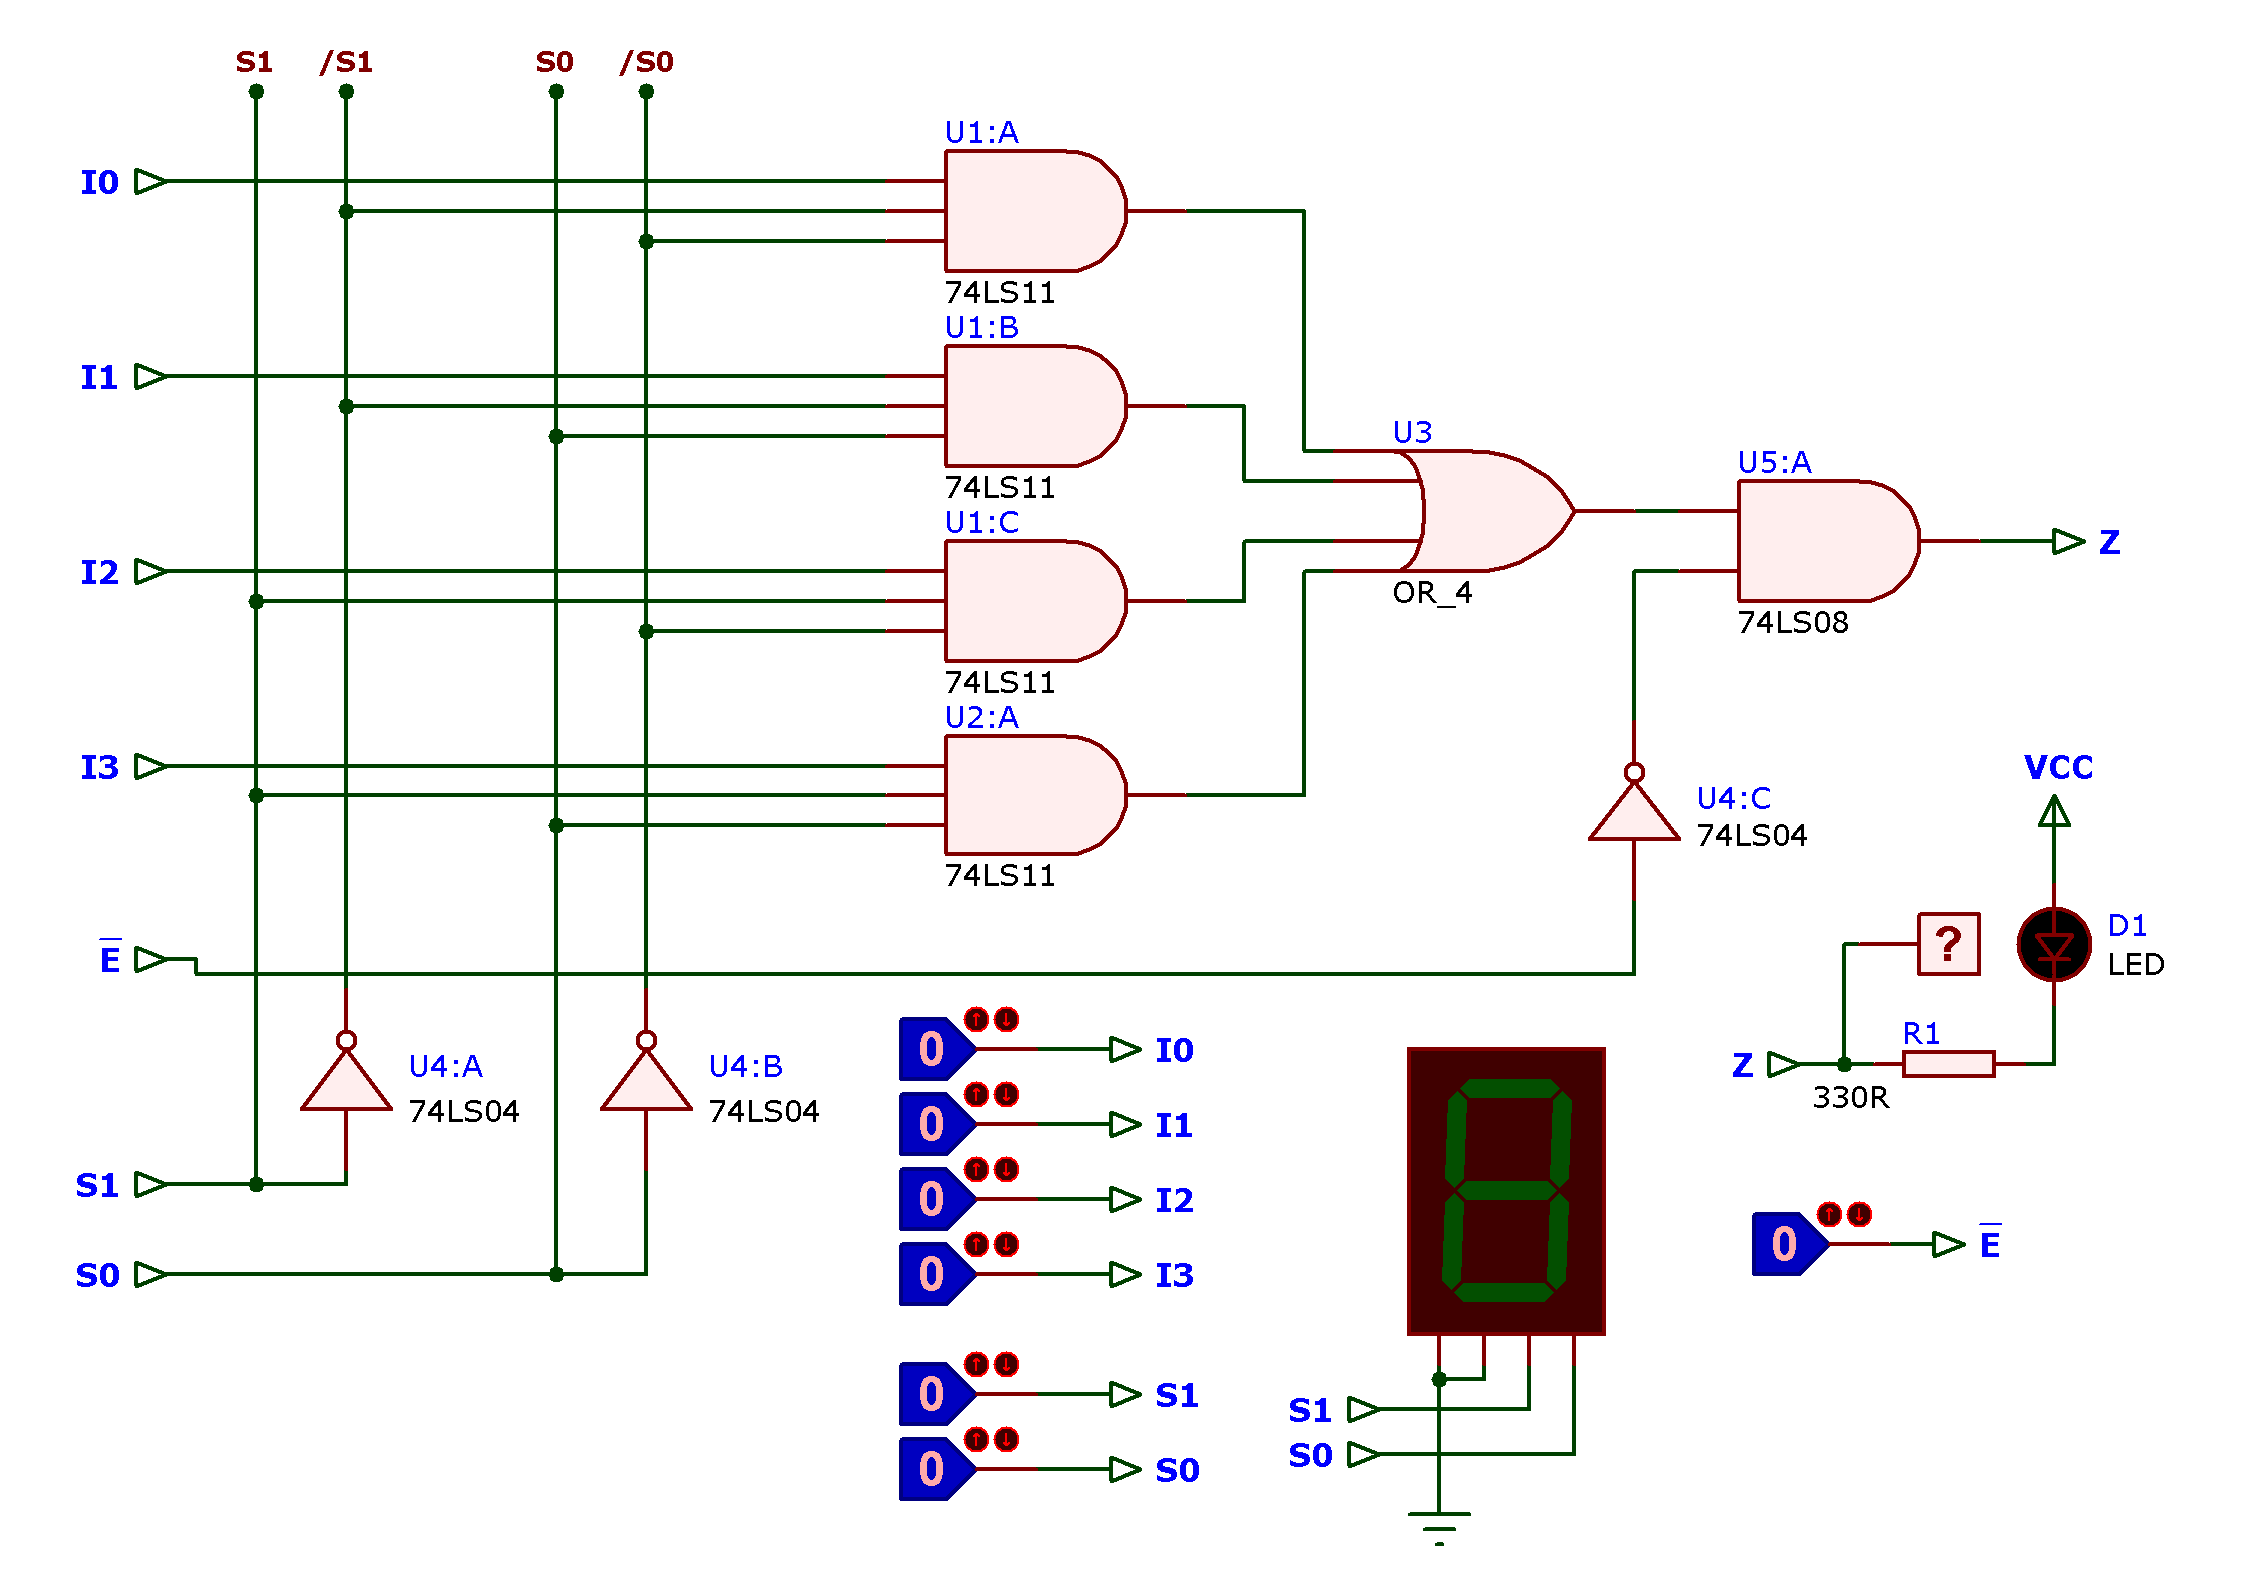 S1 /S1 S0 /S0
U1:A
I0
74LS11
U1:B
I1
74LS11
U1:C
I2
74LS11
U2:A
I3
74LS11
U3
OR_4
U5:A
74LS08
Z
E̅
U4:C
74LS04
VCC
?
D1
LED
R1
Z
330R
U4:A
74LS04
U4:B
74LS04
S1
S0
0 ↑ ↓ I0
0 ↑ ↓ I1
0 ↑ ↓ I2
0 ↑ ↓ I3
0 ↑ ↓ S1
0 ↑ ↓ S0
S1
S0
0 ↑ ↓ E̅